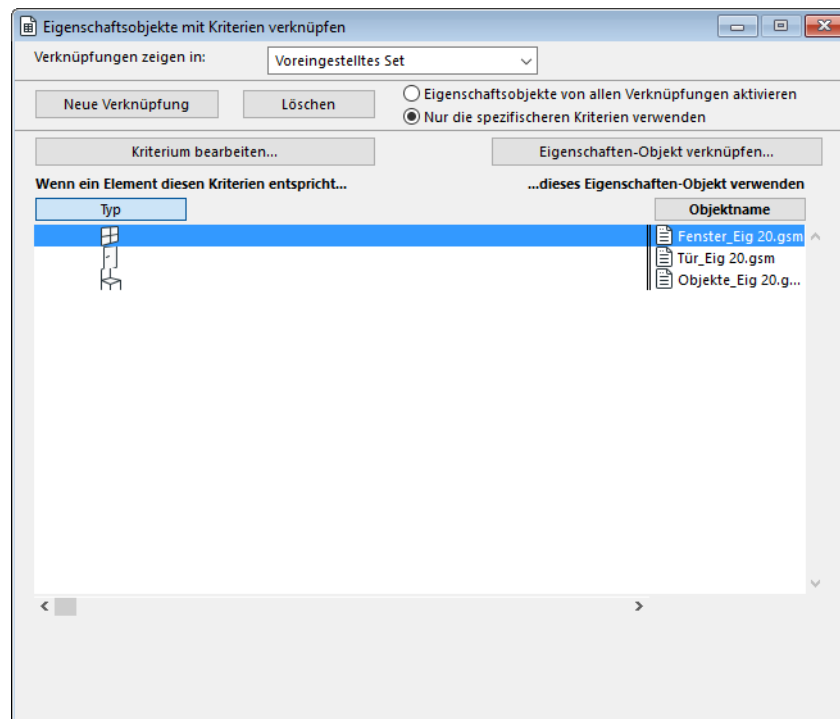 Eigenschaftsobjekte mit Kriterien verknüpfen
Verknüpfungen zeigen in: Voreingestelltes Set
Neue Verknüpfung Löschen
Eigenschaftsobjekte von allen Verknüpfungen aktivieren
Nur die spezifischeren Kriterien verwenden
Kriterium bearbeiten... Eigenschaften-Objekt verknüpfen...
Wenn ein Element diesen Kriterien entspricht... ...dieses Eigenschaften-Objekt verwenden
Typ Objektname
Fenster_Eig 20.gsm
Tür_Eig 20.gsm
Objekte_Eig 20.g...